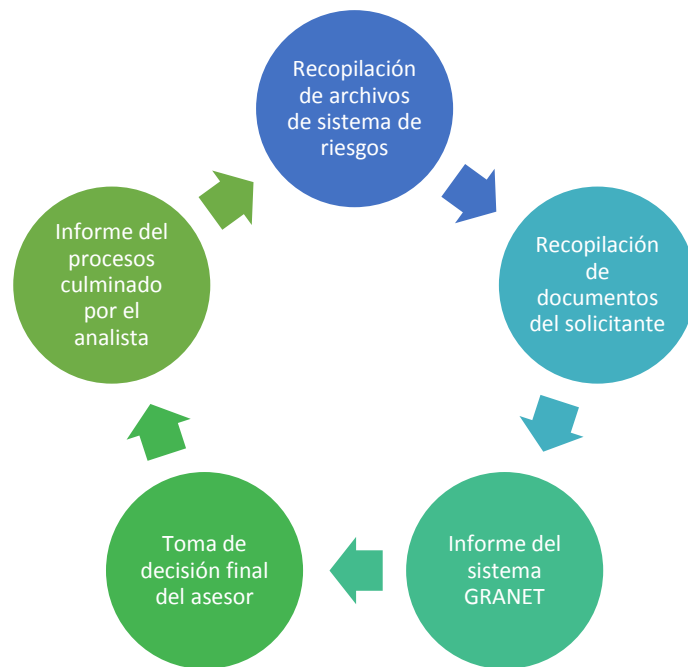 Recopilación
de archivos
de sistema de
riesgos
Recopilación
de
documentos
del solicitante
Informe del
sistema
GRANET
Toma de
decisión final
del asesor
Informe del
procesos
culminado
por el
analista